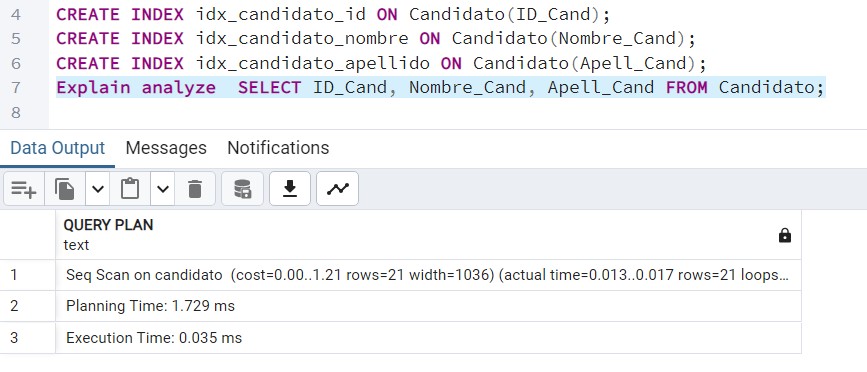 4 CREATE INDEX idx_candidato_id ON Candidato(ID_Cand);
5 CREATE INDEX idx_candidato_nombre ON Candidato(Nombre_Cand);
6 CREATE INDEX idx_candidato_apellido ON Candidato(Apell_Cand);
7 Explain analyze  SELECT ID_Cand, Nombre_Cand, Apell_Cand FROM Candidato;
8
Data Output Messages Notifications
QUERY PLAN
text
1 Seq Scan on candidato (cost=0.00..1.21 rows=21 width=1036) (actual time=0.013..0.017 rows=21 loops...
2 Planning Time: 1.729 ms
3 Execution Time: 0.035 ms